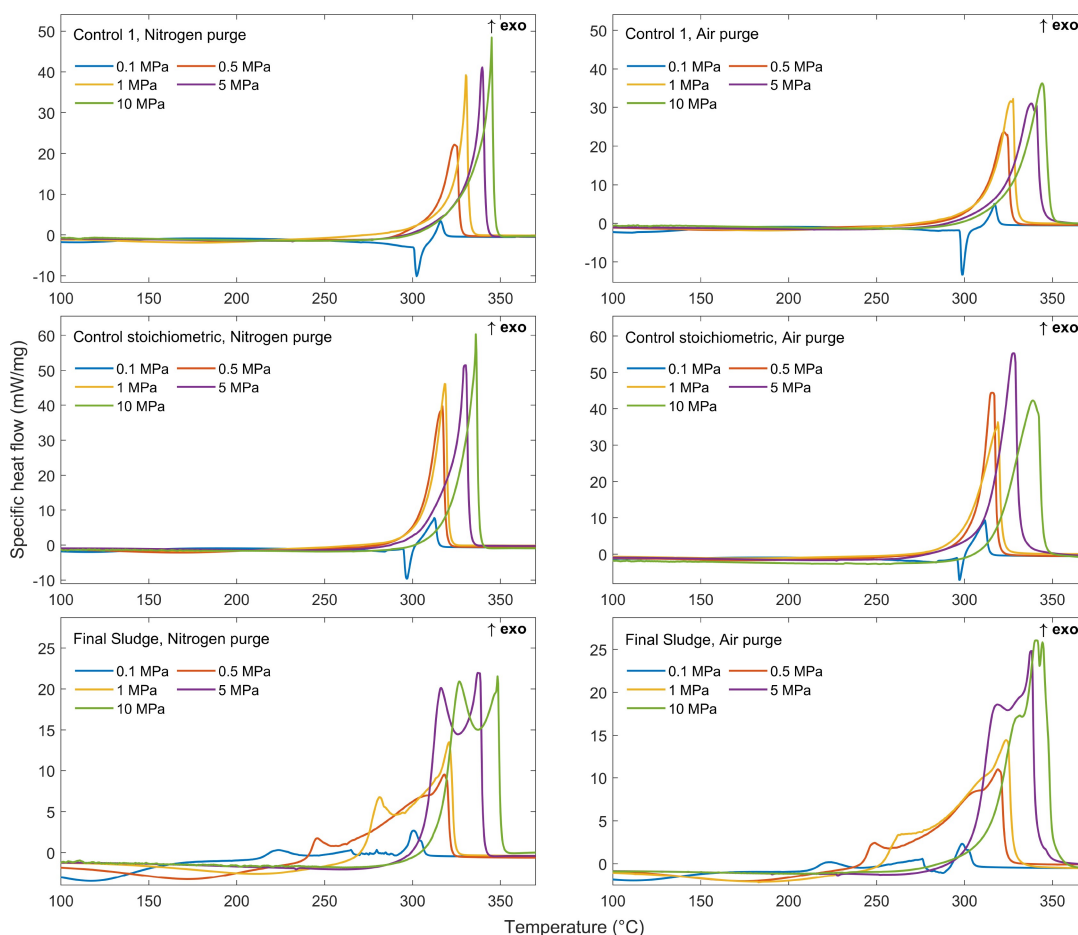 ↑ exo
Control 1, Nitrogen purge
0.1 MPa 0.5 MPa
1 MPa 5 MPa
10 MPa
50
40
30
20
10
0
-10
100 150 200 250 300 350
↑ exo
Control 1, Air purge
0.1 MPa 0.5 MPa
1 MPa 5 MPa
10 MPa
50
40
30
20
10
0
-10
100 150 200 250 300 350
↑ exo
Control stoichiometric, Nitrogen purge
0.1 MPa 0.5 MPa
1 MPa 5 MPa
10 MPa
60
50
40
30
20
10
0
-10
100 150 200 250 300 350
↑ exo
Control stoichiometric, Air purge
0.1 MPa 0.5 MPa
1 MPa 5 MPa
10 MPa
60
50
40
30
20
10
0
100 150 200 250 300 350
↑ exo
Final Sludge, Nitrogen purge
0.1 MPa 0.5 MPa
1 MPa 5 MPa
10 MPa
25
20
15
10
5
0
100 150 200 250 300 350
↑ exo
Final Sludge, Air purge
0.1 MPa 0.5 MPa
1 MPa 5 MPa
10 MPa
25
20
15
10
5
0
100 150 200 250 300 350
Specific heat flow (mW/mg)
Temperature (°C)